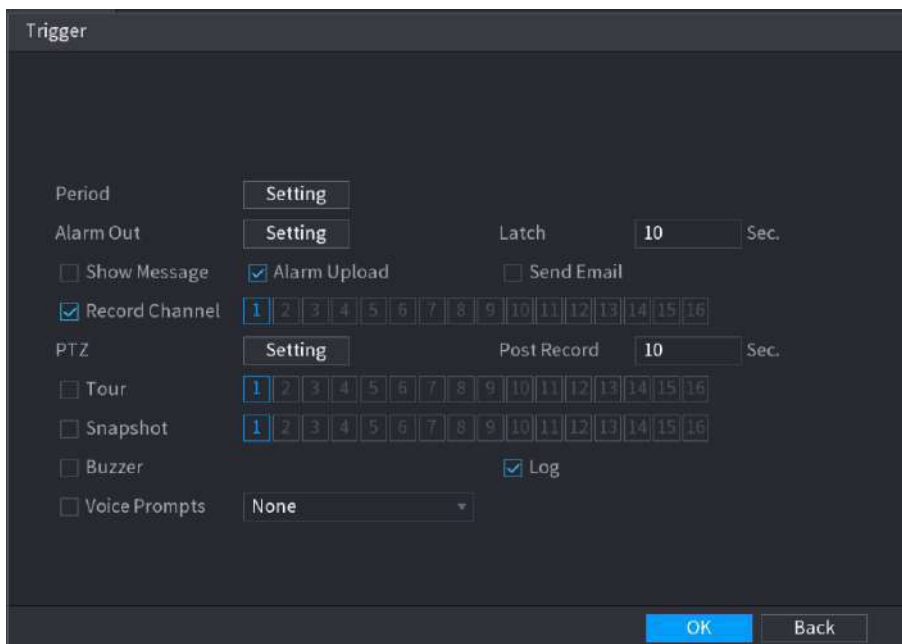 Trigger
Period Setting
Alarm Out Setting Latch 10 Sec.
Show Message Alarm Upload Send Email
Record Channel 1 2 3 4 5 6 7 8 9 10 11 12 13 14 15 16
PTZ Setting Post Record 10 Sec.
Tour 1 2 3 4 5 6 7 8 9 10 11 12 13 14 15 16
Snapshot 1 2 3 4 5 6 7 8 9 10 11 12 13 14 15 16
Buzzer Log
Voice Prompts None
OK Back